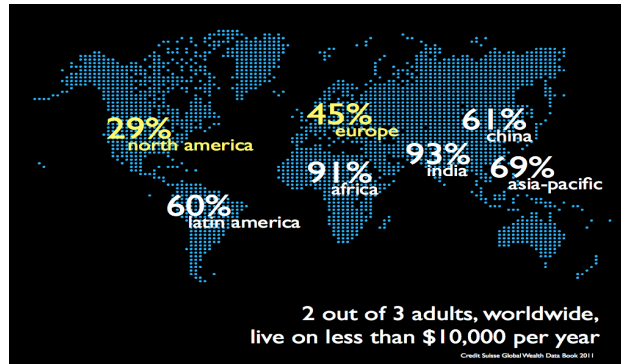 29%
north america
45%
europe
61%
china
93%
india
91%
africa
69%
asia-pacific
60%
latin america
2 out of 3 adults, worldwide,
live on less than $10,000 per year
Credit Suisse Global Wealth Data Book 2011